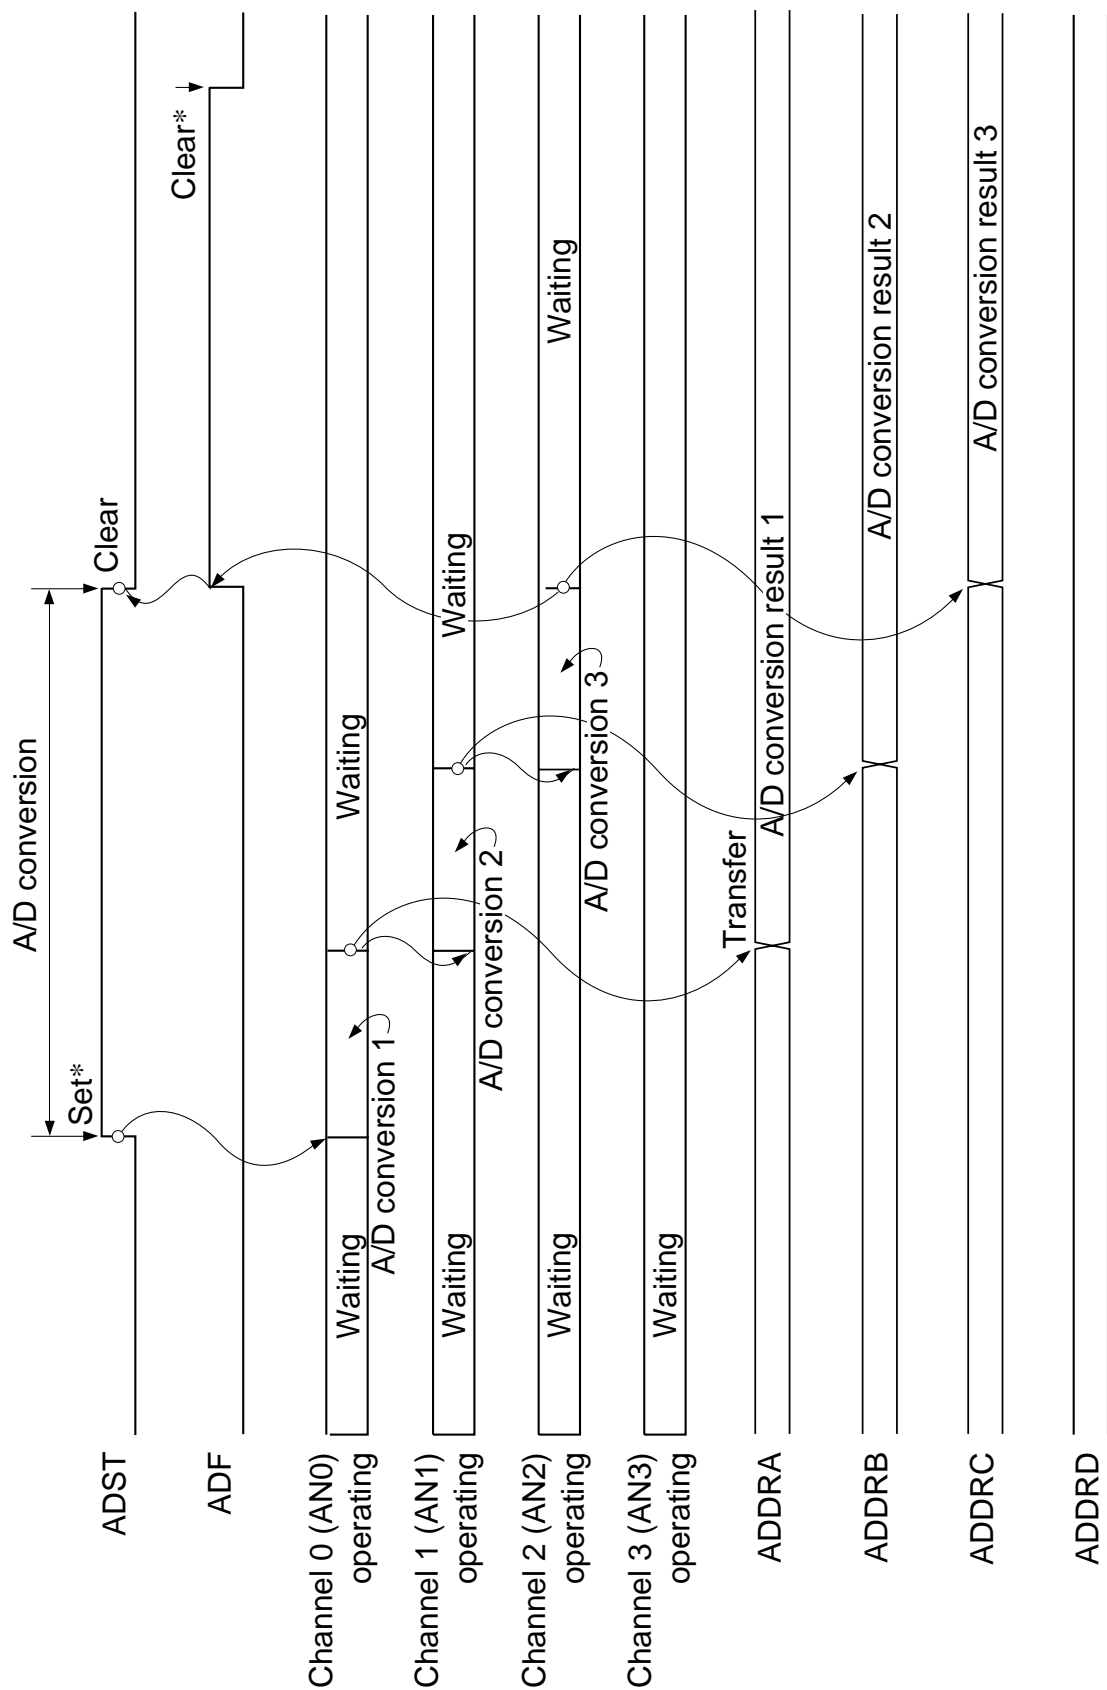 A/D conversion
Set*
Clear
ADST
Clear*
ADF
Channel 0 (AN0)
operating
Waiting
A/D conversion 1
Waiting
Channel 1 (AN1)
operating
Waiting
A/D conversion 2
Waiting
Channel 2 (AN2)
operating
Waiting
A/D conversion 3
Waiting
Channel 3 (AN3)
operating
Waiting
Transfer
ADDRA
A/D conversion result 1
ADDRB
A/D conversion result 2
ADDRC
A/D conversion result 3
ADDRD